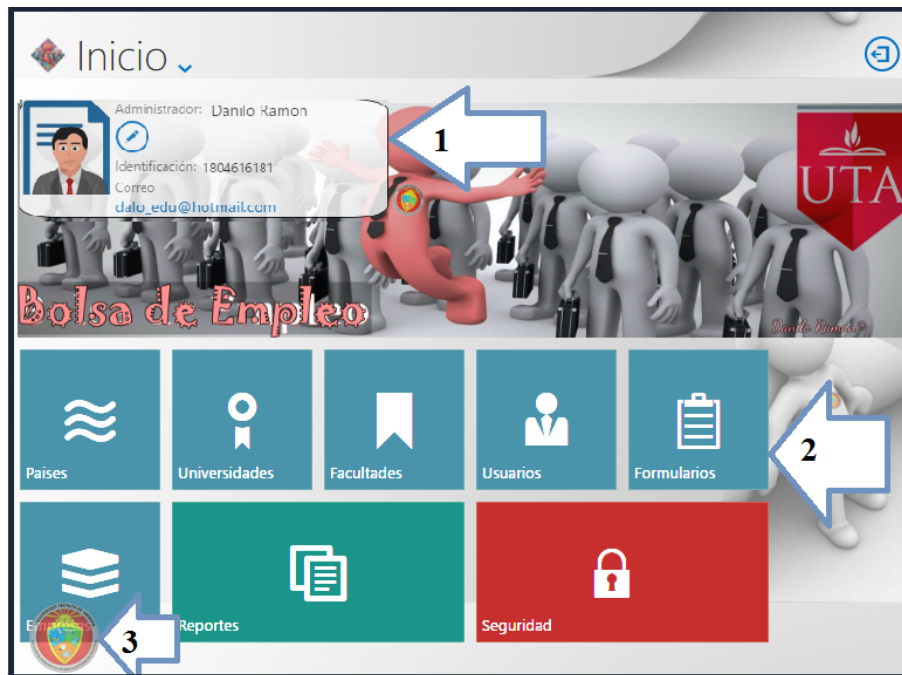 Inicio
Administrador: Danilo Ramon
Identificación: 1804616181
Correo
dalo_edu@hotmail.com
1
UTA
Bolsa de Empleo
Danilo Ramón
Paises
Universidades
Facultades
Usuarios
Formularios
2
Empresas
Reportes
Seguridad
3